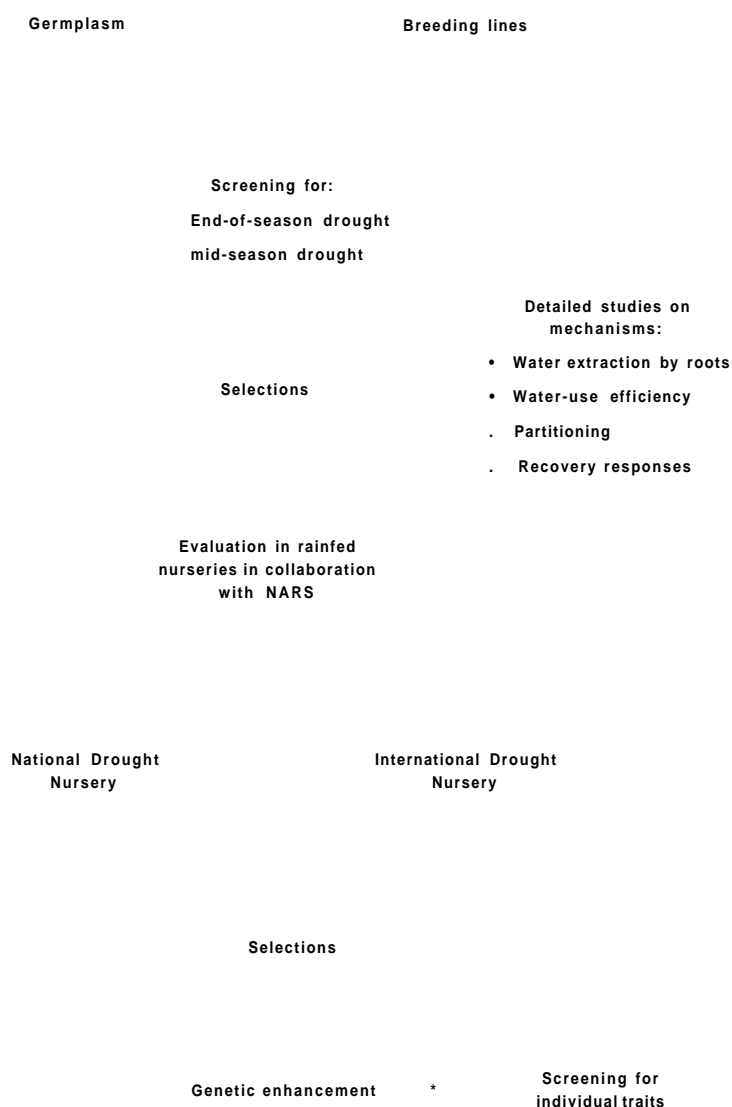 Germplasm
Breeding lines
Screening for:
End-of-season drought
mid-season drought
Detailed studies on
mechanisms:
• Water extraction by roots
• Water-use efficiency
. Partitioning
. Recovery responses
Selections
Evaluation in rainfed
nurseries in collaboration
with NARS
National Drought
Nursery
International Drought
Nursery
Selections
Genetic enhancement *
Screening for
individual traits